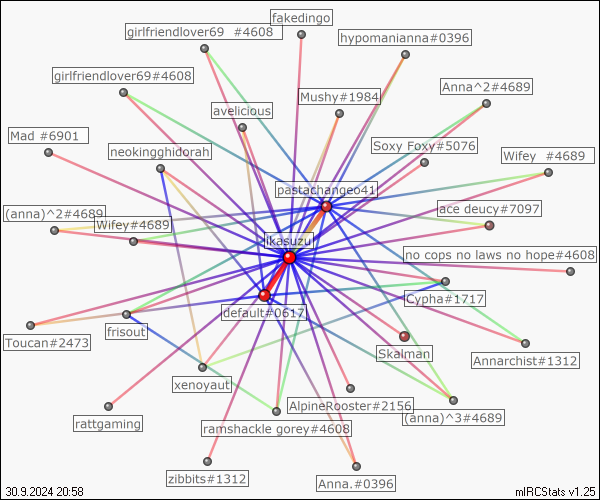 fakedingo
girlfriendlover69 #4608
hypomanianna#0396
girlfriendlover69#4608
Anna^2#4689
Mushy#1984
avelicious
Mad #6901
Soxy Foxy#5076
neokingghidorah
Wifey #4689
pastachangeo41
(anna)^2#4689
ace deucy#7097
Wifey#4689
ikasuzu
no cops no laws no hope#4608
Cypha#1717
default#0617
frisout
Toucan#2473
Skalman
Annarchist#1312
xenoyaut
AlpineRooster#2156
(anna)^3#4689
rattgaming
ramshackle gorey#4608
zibbits#1312
Anna.#0396
30.9.2024 20:58
mIRCStats v1.25